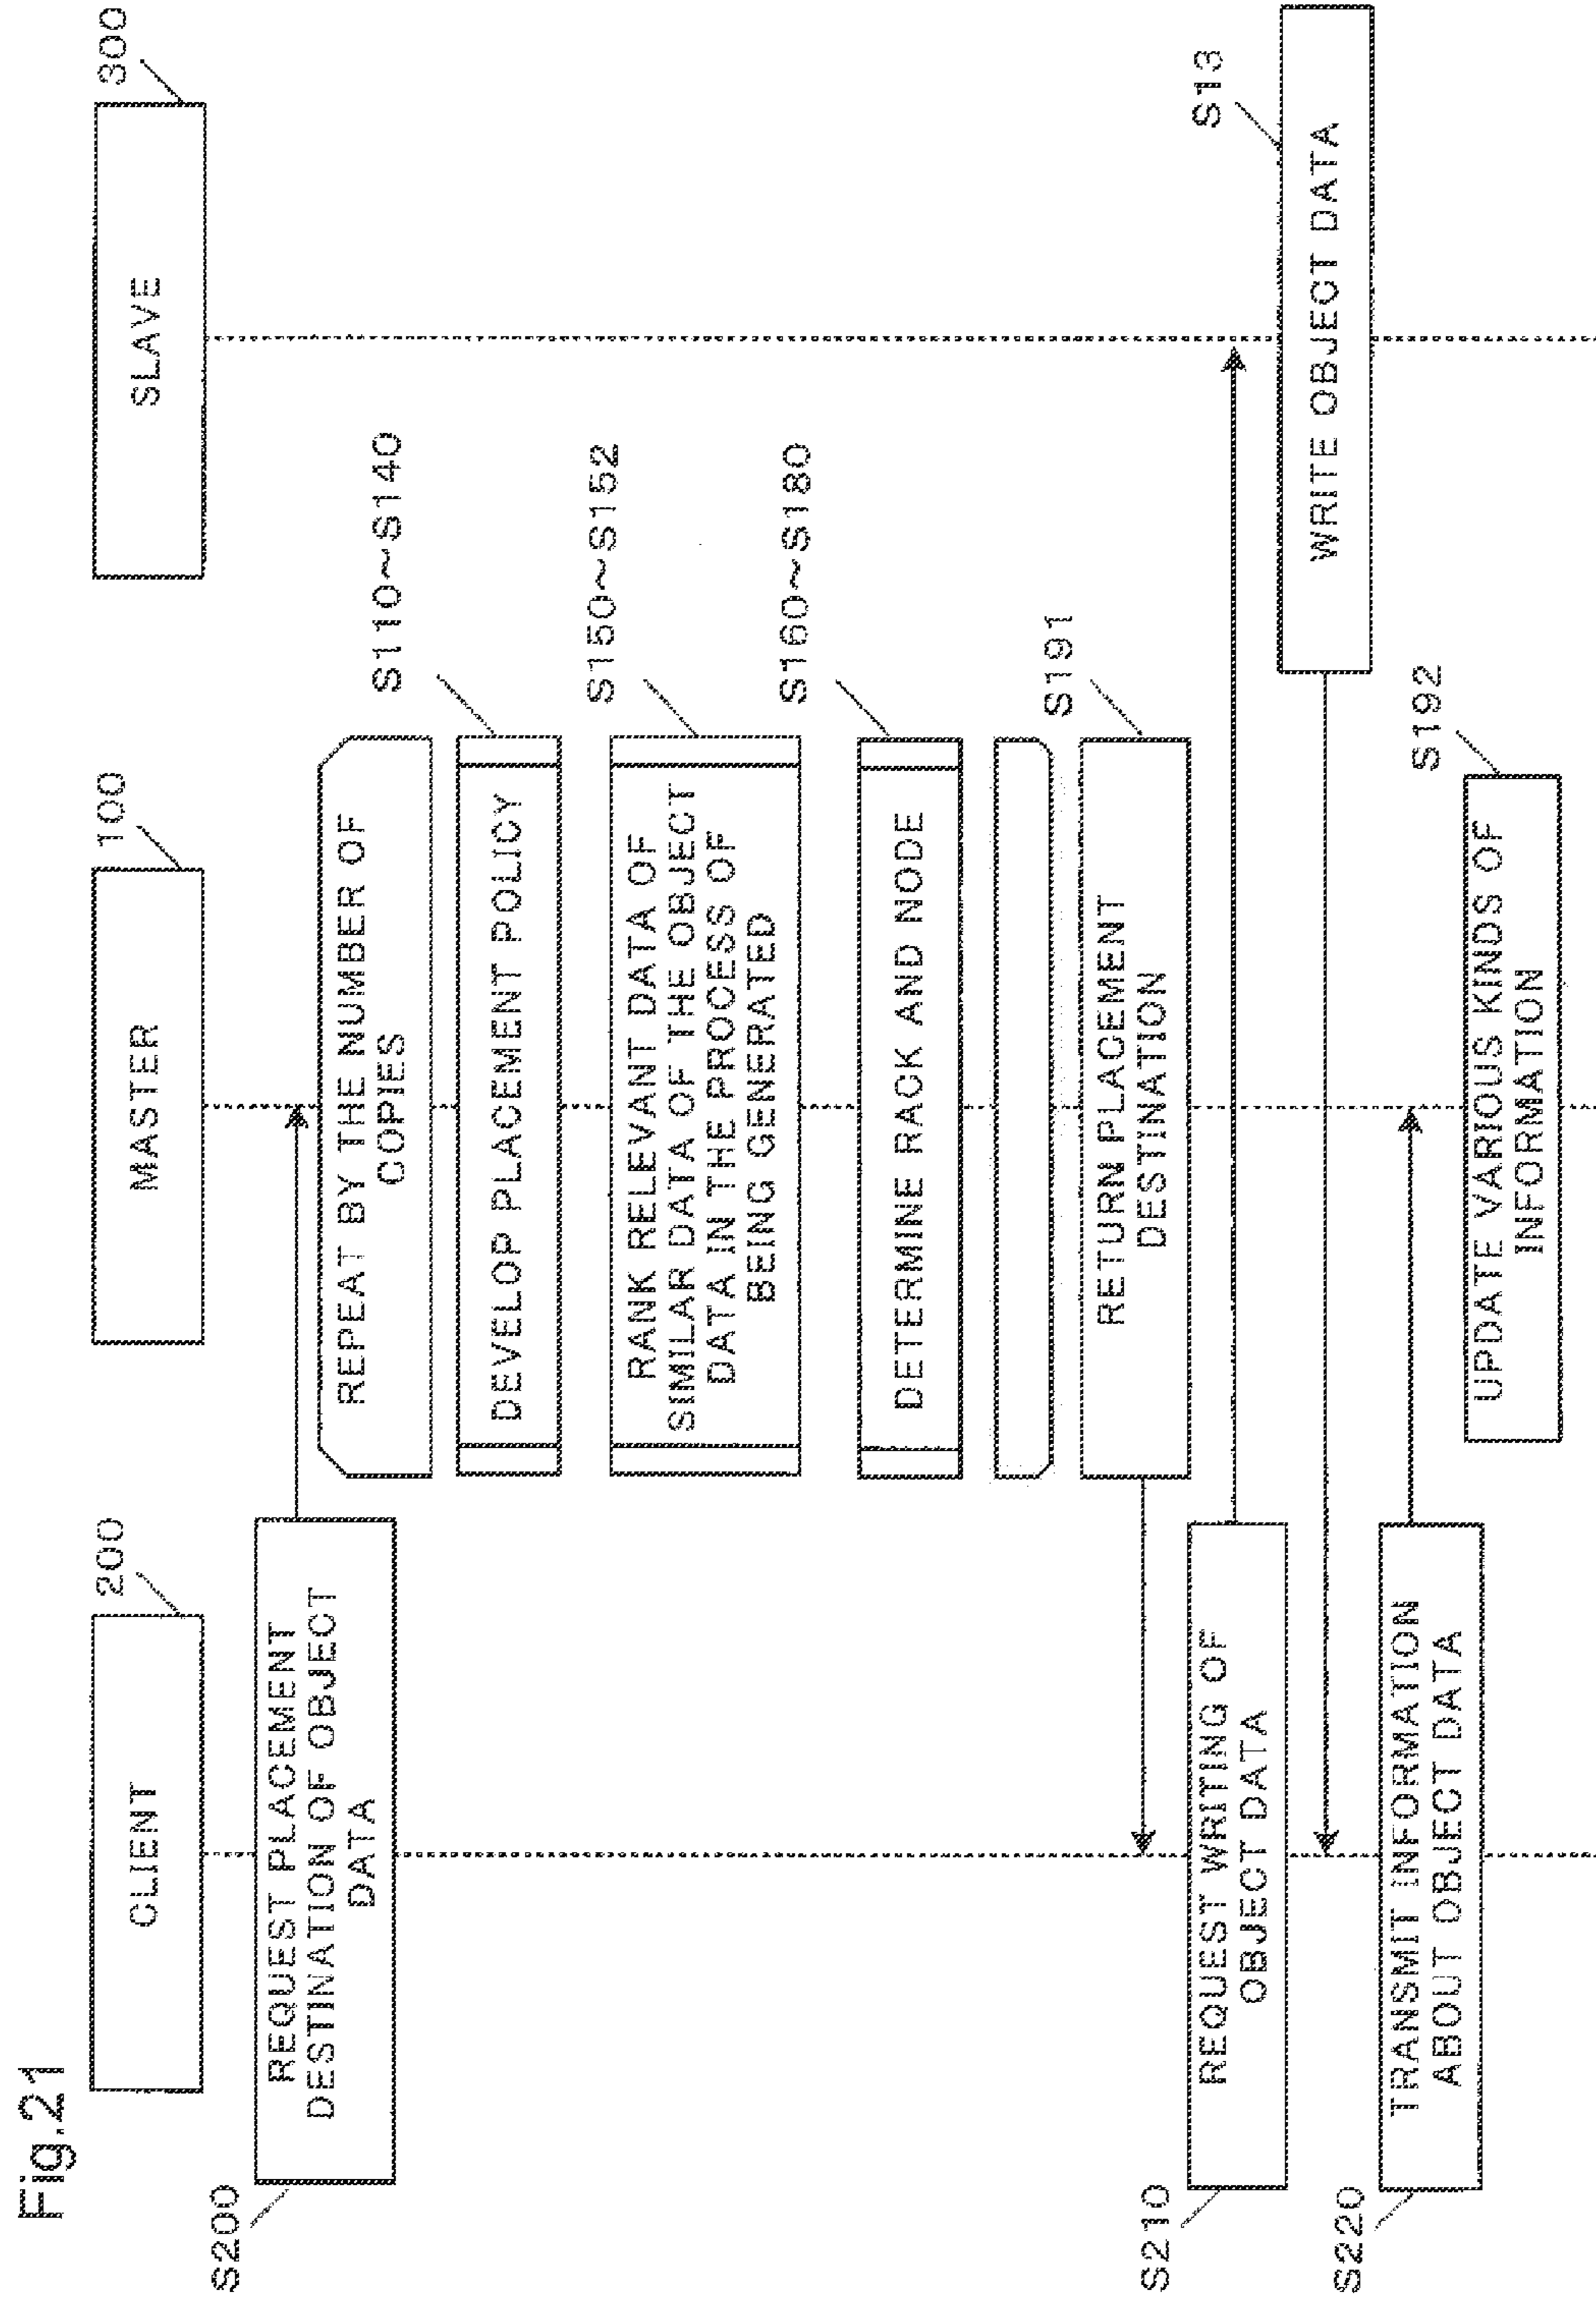 Fig.21
CLIENT
200
MASTER
100
SLAVE
300
S200
REQUEST PLACEMENT
DESTINATION OF OBJECT
DATA
REPEAT BY THE NUMBER OF
COPIES
S110~S140
DEVELOP PLACEMENT POLICY
S150~S152
RANK RELEVANT DATA OF
SIMILAR DATA OF THE OBJECT
DATA IN THE PROCESS OF
BEING GENERATED
S160~S180
DETERMINE RACK AND NODE
S191
RETURN PLACEMENT
DESTINATION
S210
REQUEST WRITING OF
OBJECT DATA
S13
WRITE OBJECT DATA
S220
TRANSMIT INFORMATION
ABOUT OBJECT DATA
S192
UPDATE VARIOUS KINDS OF
INFORMATION